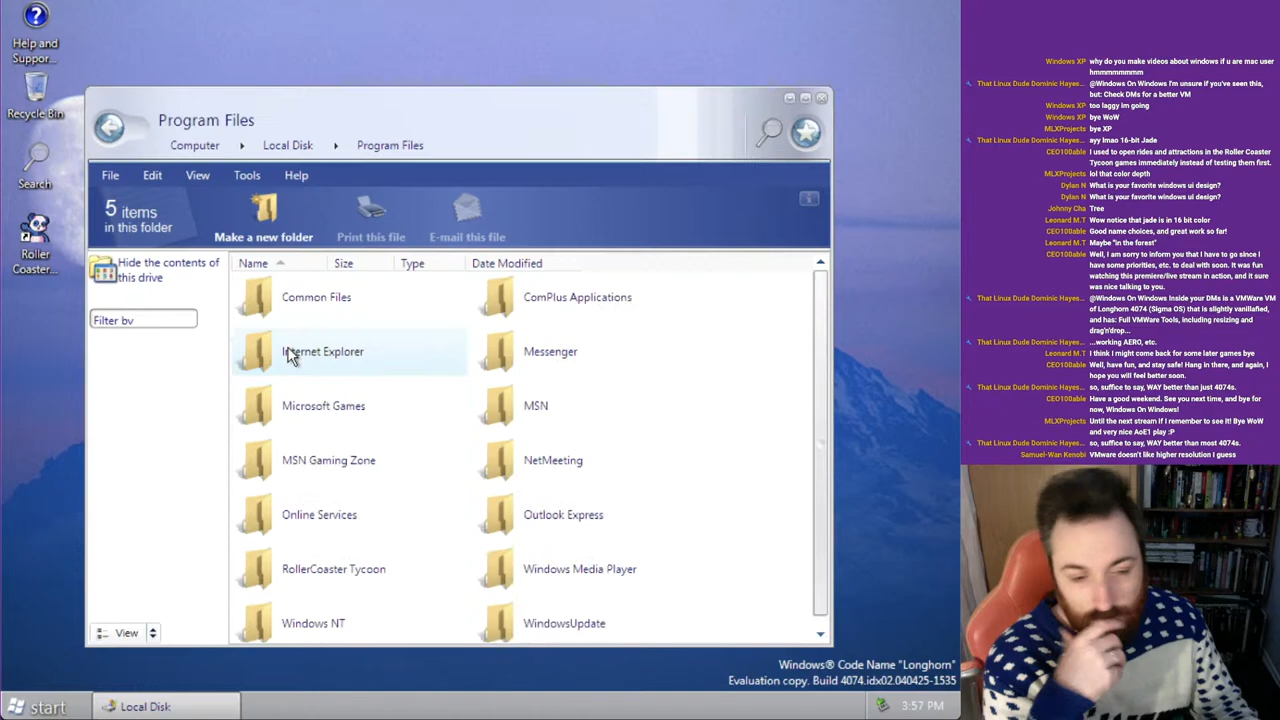 Help and
Suppor...
Recycle Bin
Search
Roller
Coaster...
Program Files
Computer
Local Disk
Program Files
File
Edit
View
Tools
Help
5 items
in this folder
Make a new folder
Print this file
E-mail this file
Hide the contents of
this drive
Filter by
Name
Size
Type
Date Modified
Common Files
ComPlus Applications
Internet Explorer
Messenger
Microsoft Games
MSN
MSN Gaming Zone
NetMeeting
Online Services
Outlook Express
RollerCoaster Tycoon
Windows Media Player
Windows NT
WindowsUpdate
View
Windows® Code Name "Longhorn"
Evaluation copy. Build 4074.idx02.040425-1535
start
Local Disk
3:57 PM
Windows XP why do you make videos about windows if u are mac user
hmmmmmmmm
That Linux Dude Dominic Hayes... @Windows On Windows I'm unsure if you've seen this,
but: Check DMs for a better VM
Windows XP too laggy im going
Windows XP bye WoW
MLXProjects bye XP
That Linux Dude Dominic Hayes... ayy lmao 16-bit Jade
CEO100able I used to open rides and attractions in the Roller Coaster
Tycoon games immediately instead of testing them first.
MLXProjects lol that color depth
Dylan N What is your favorite windows ui design?
Dylan N What is your favorite windows ui design?
Johnny Cha Tree
Leonard M.T Wow notice that jade is in 16 bit color
CEO100able Good name choices, and great work so far!
Leonard M.T Maybe "in the forest"
CEO100able Well, I am sorry to inform you that I have to go since I
have some priorities, etc. to deal with soon. It was fun
watching this premiere/live stream in action, and it
sure was nice talking to you.
That Linux Dude Dominic Hayes... @Windows On Windows Inside your DMs is a VMWare VM
of Longhorn 4074 (Sigma OS) that is slightly vanillafied,
and has: Full VMWare Tools, including resizing and
drag'n'drop...
That Linux Dude Dominic Hayes... ...working AERO, etc.
Leonard M.T I think I might come back for some later games bye
CEO100able Well, have fun, and stay safe! Hang in there, and again, I
hope you will feel better soon.
That Linux Dude Dominic Hayes... so, suffice to say, WAY better than just 4074s.
CEO100able Have a good weekend. See you next time, and bye for
now, Windows On Windows!
MLXProjects Until the next stream If I remember to see it! Bye WoW
and very nice AoE1 play :P
That Linux Dude Dominic Hayes... so, suffice to say, WAY better than most 4074s.
Samuel-Wan Kenobi VMware doesn't like higher resolution I guess